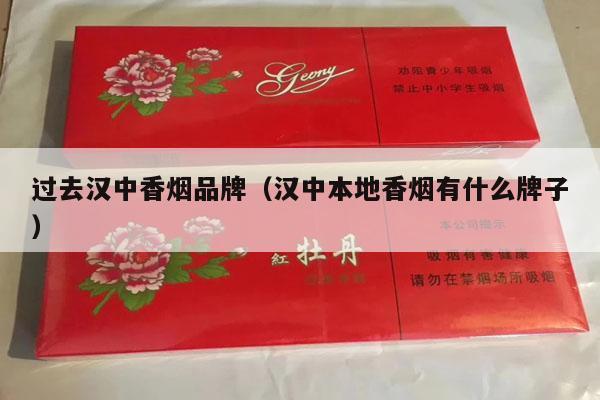 Geony
劝阻青少年吸烟
禁止中小学生吸烟
过去汉中香烟品牌（汉中本地香烟有什么牌子
）
本公司提示
紅 牡丹
吸烟有害健康
请勿在禁烟场所吸烟